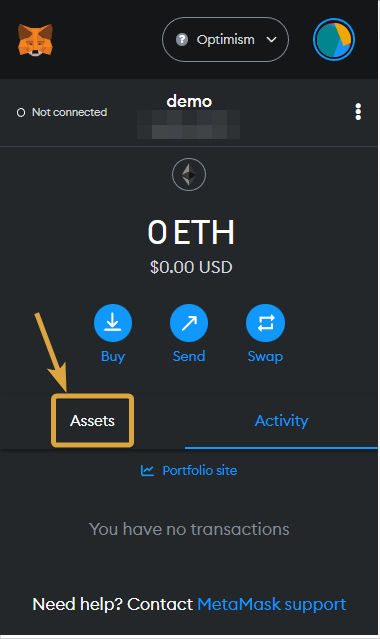 Optimism
Not connected
demo
0 ETH
$0.00 USD
Buy Send Swap
Assets Activity
Portfolio site
You have no transactions
Need help? Contact MetaMask support